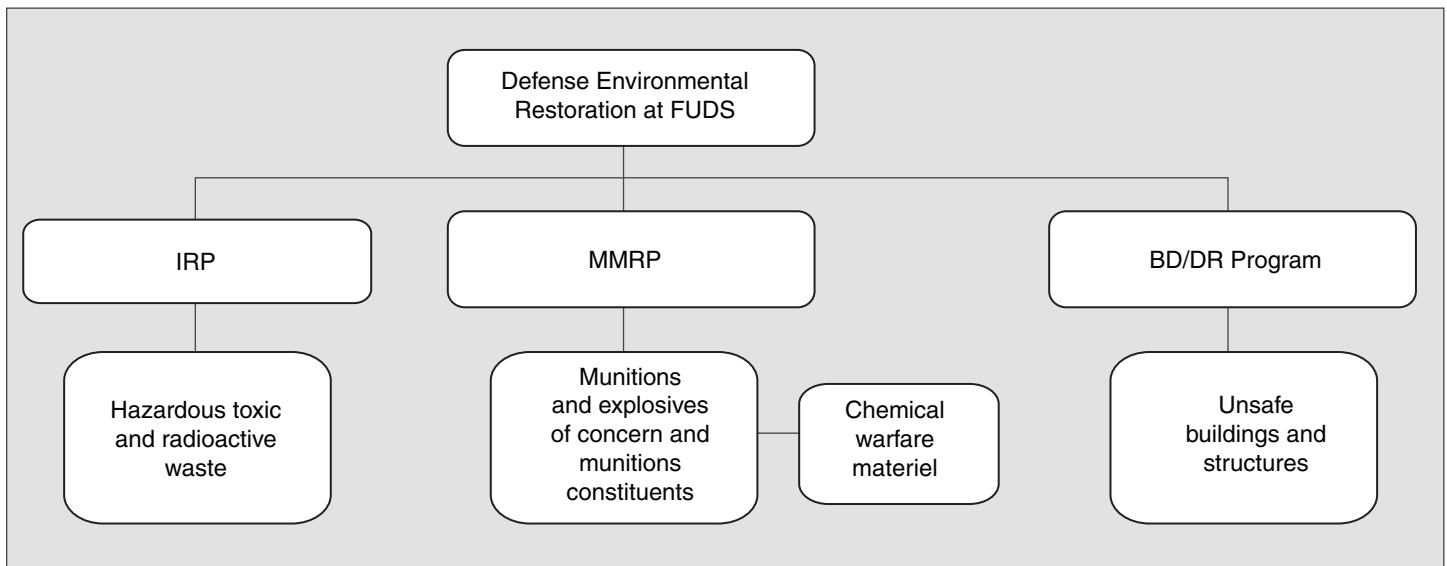 Defense Environmental
Restoration at FUDS
IRP
MMRP
BD/DR Program
Hazardous toxic
and radioactive
waste
Munitions
and explosives
of concern and
munitions
constituents
Chemical
warfare
materiel
Unsafe
buildings and
structures